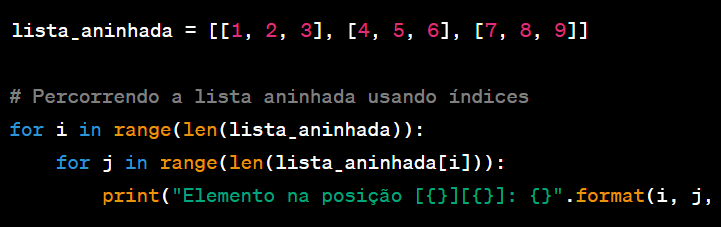 lista_aninhada = [[1, 2, 3], [4, 5, 6], [7, 8, 9]]
# Percorrendo a lista aninhada usando índices
for i in range(len(lista_aninhada)):
    for j in range(len(lista_aninhada[i])):
        print("Elemento na posição [{}][{}]: {}".format(i, j,